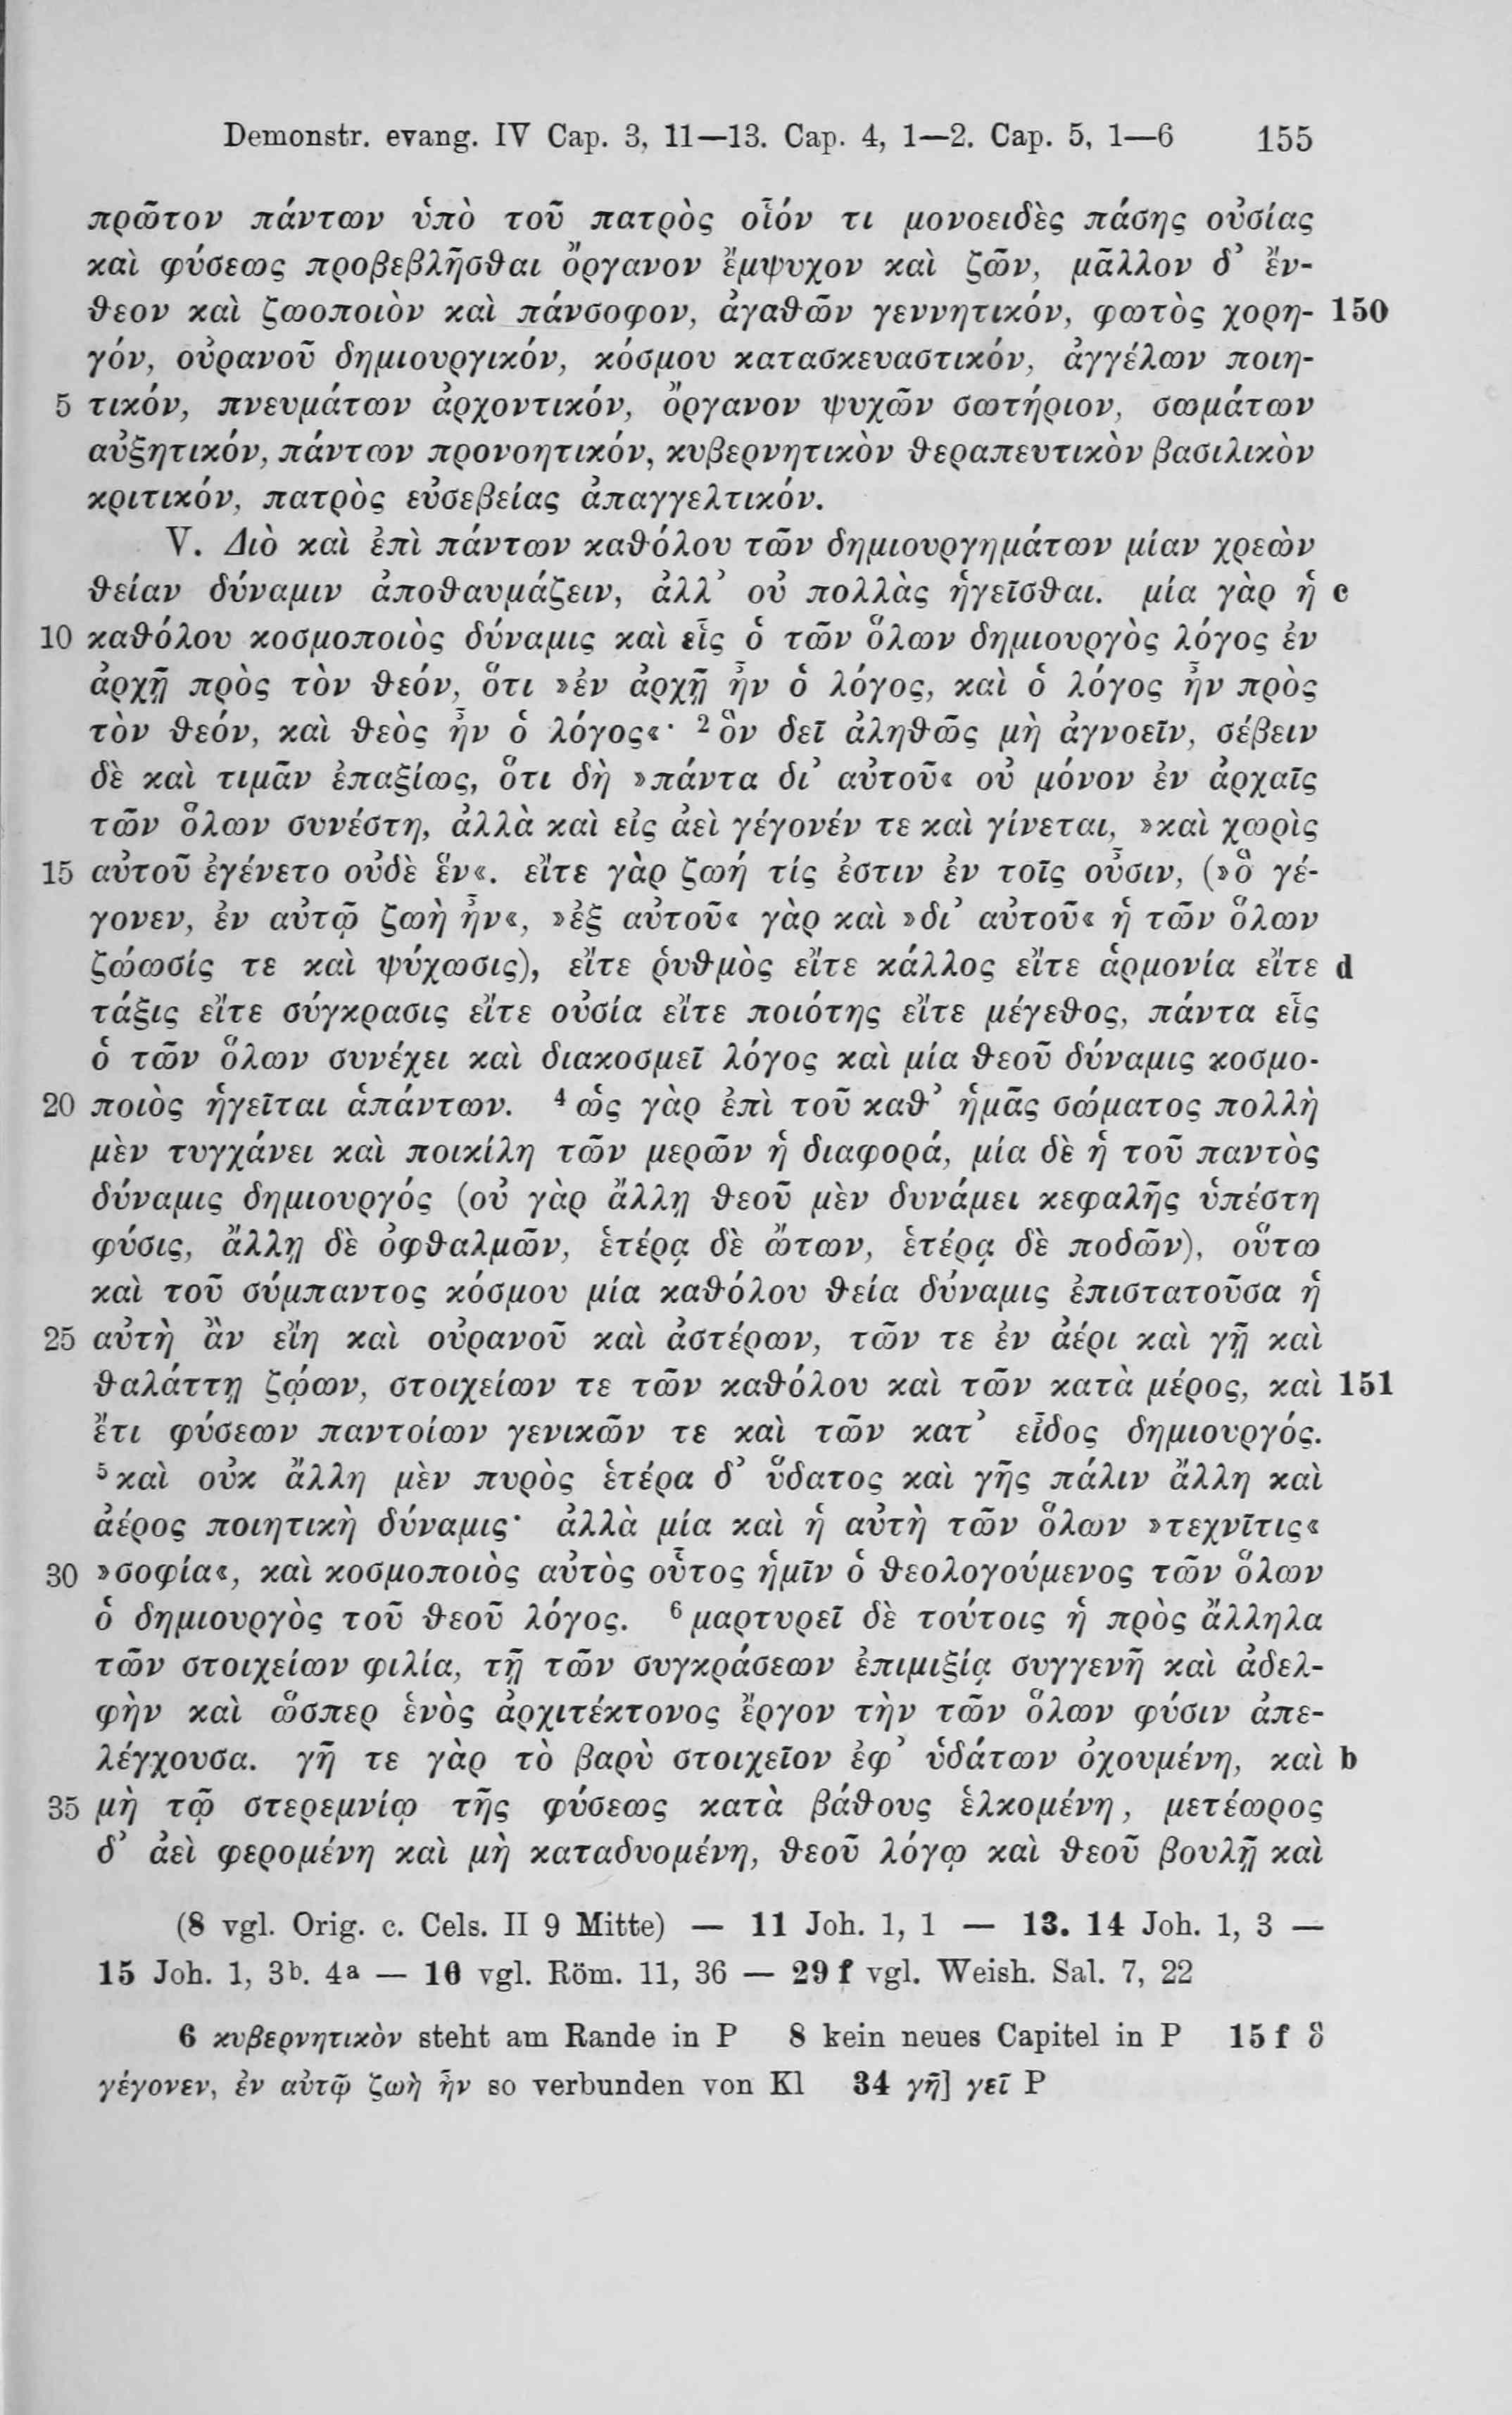 Demonstr. evang. IV Cap. 3, 11—13. Cap. 4, 1—2. Cap. 5, 1—6 155
πρῶτον πάντων ὑπὸ τοῦ πατρὸς οἷόν τι μονοειδὲς πάσης οὐσίας
καὶ φύσεως προβεβλῆσθαι ὄργανον ἔμψυχον καὶ ζῶν, μᾶλλον δ᾽ ἔν-
θεον καὶ ζωοποιὸν καὶ πάνσοφον, ἀγαθῶν γεννητικόν, φωτὸς χορη- 150
γόν, οὐρανοῦ δημιουργικόν, κόσμου κατασκευαστικόν, ἀγγέλων ποιη-
5 τικόν, πνευμάτων ἀρχοντικόν, ὄργανον ψυχῶν σωτήριον, σωμάτων
αὐξητικόν, πάντων προνοητικόν, κυβερνητικὸν θεραπευτικὸν βασιλικὸν
κριτικόν, πατρὸς εὐσεβείας ἀπαγγελτικόν.
V. Διὸ καὶ ἐπὶ πάντων καθόλου τῶν δημιουργημάτων μίαν χρεὼν
θείαν δύναμιν ἀποθαυμάζειν, ἀλλ᾽ οὐ πολλὰς ἡγεῖσθαι. μία γὰρ ἡ c
10 καθόλου κοσμοποιὸς δύναμις καὶ εἷς ὁ τῶν ὅλων δημιουργὸς λόγος ἐν
ἀρχῇ πρὸς τὸν θεόν, ὅτι »ἐν ἀρχῇ ἦν ὁ λόγος, καὶ ὁ λόγος ἦν πρὸς
τὸν θεόν, καὶ θεὸς ἦν ὁ λόγος«· ² ὃν δεῖ ἀληθῶς μὴ ἀγνοεῖν, σέβειν
δὲ καὶ τιμᾶν ἐπαξίως, ὅτι δὴ »πάντα δι᾽ αὐτοῦ« οὐ μόνον ἐν ἀρχαῖς
τῶν ὅλων συνέστη, ἀλλὰ καὶ εἰς ἀεὶ γέγονέν τε καὶ γίνεται, »καὶ χωρὶς
15 αὐτοῦ ἐγένετο οὐδὲ ἕν«. εἴτε γὰρ ζωή τίς ἐστιν ἐν τοῖς οὖσιν, (»ὃ γέ-
γονεν, ἐν αὐτῷ ζωὴ ἦν«, »ἐξ αὐτοῦ« γὰρ καὶ »δι᾽ αὐτοῦ« ἡ τῶν ὅλων
ζώωσίς τε καὶ ψύχωσις), εἴτε ῥυθμὸς εἴτε κάλλος εἴτε ἁρμονία εἴτε d
τάξις εἴτε σύγκρασις εἴτε οὐσία εἴτε ποιότης εἴτε μέγεθος, πάντα εἷς
ὁ τῶν ὅλων συνέχει καὶ διακοσμεῖ λόγος καὶ μία θεοῦ δύναμις κοσμο-
20 ποιὸς ἡγεῖται ἁπάντων. ⁴ ὡς γὰρ ἐπὶ τοῦ καθ᾽ ἡμᾶς σώματος πολλὴ
μὲν τυγχάνει καὶ ποικίλη τῶν μερῶν ἡ διαφορά, μία δὲ ἡ τοῦ παντὸς
δύναμις δημιουργός (οὐ γὰρ ἄλλῃ θεοῦ μὲν δυνάμει κεφαλῆς ὑπέστη
φύσις, ἄλλῃ δὲ ὀφθαλμῶν, ἑτέρᾳ δὲ ὤτων, ἑτέρᾳ δὲ ποδῶν), οὕτω
καὶ τοῦ σύμπαντος κόσμου μία καθόλου θεία δύναμις ἐπιστατοῦσα ἡ
25 αὐτὴ ἂν εἴη καὶ οὐρανοῦ καὶ ἀστέρων, τῶν τε ἐν ἀέρι καὶ γῇ καὶ
θαλάττῃ ζῴων, στοιχείων τε τῶν καθόλου καὶ τῶν κατὰ μέρος, καὶ 151
ἔτι φύσεων παντοίων γενικῶν τε καὶ τῶν κατ᾽ εἶδος δημιουργός.
⁵ καὶ οὐκ ἄλλη μὲν πυρὸς ἑτέρα δ᾽ ὕδατος καὶ γῆς πάλιν ἄλλη καὶ
ἀέρος ποιητικὴ δύναμις· ἀλλὰ μία καὶ ἡ αὐτὴ τῶν ὅλων »τεχνῖτις«
30 »σοφία«, καὶ κοσμοποιὸς αὐτὸς οὗτος ἡμῖν ὁ θεολογούμενος τῶν ὅλων
ὁ δημιουργὸς τοῦ θεοῦ λόγος. ⁶ μαρτυρεῖ δὲ τούτοις ἡ πρὸς ἄλληλα
τῶν στοιχείων φιλία, τῇ τῶν συγκράσεων ἐπιμιξίᾳ συγγενῆ καὶ ἀδελ-
φὴν καὶ ὥσπερ ἑνὸς ἀρχιτέκτονος ἔργον τὴν τῶν ὅλων φύσιν ἀπε-
λέγχουσα. γῆ τε γὰρ τὸ βαρὺ στοιχεῖον ἐφ᾽ ὑδάτων ὀχουμένη, καὶ b
35 μὴ τῷ στερεμνίῳ τῆς φύσεως κατὰ βάθους ἑλκομένη, μετέωρος
δ᾽ ἀεὶ φερομένη καὶ μὴ καταδυομένη, θεοῦ λόγῳ καὶ θεοῦ βουλῇ καὶ
(8 vgl. Orig. c. Cels. II 9 Mitte) — 11 Joh. 1, 1 — 13. 14 Joh. 1, 3 —
15 Joh. 1, 3b. 4a — 16 vgl. Röm. 11, 36 — 29 f vgl. Weish. Sal. 7, 22
6 κυβερνητικὸν steht am Rande in P 8 kein neues Capitel in P 15 f ὃ
γέγονεν, ἐν αὐτῷ ζωὴ ἦν so verbunden von Kl 34 γῆ] γεῖ P